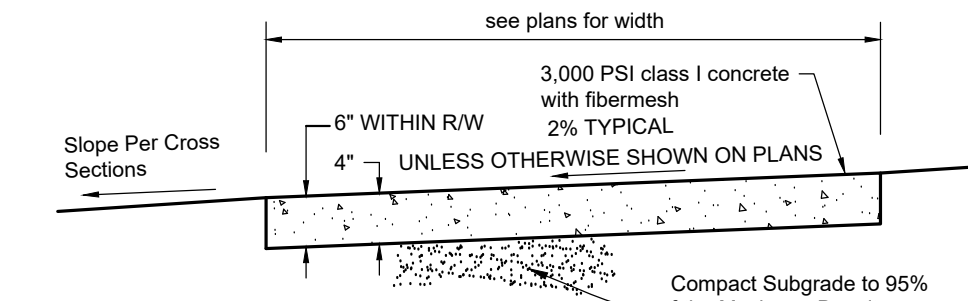 see plans for width
3,000 PSI class I concrete
with fibermesh
2% TYPICAL
6" WITHIN R/W
Slope Per Cross
Sections
4" UNLESS OTHERWISE SHOWN ON PLANS
Compact Subgrade to 95%